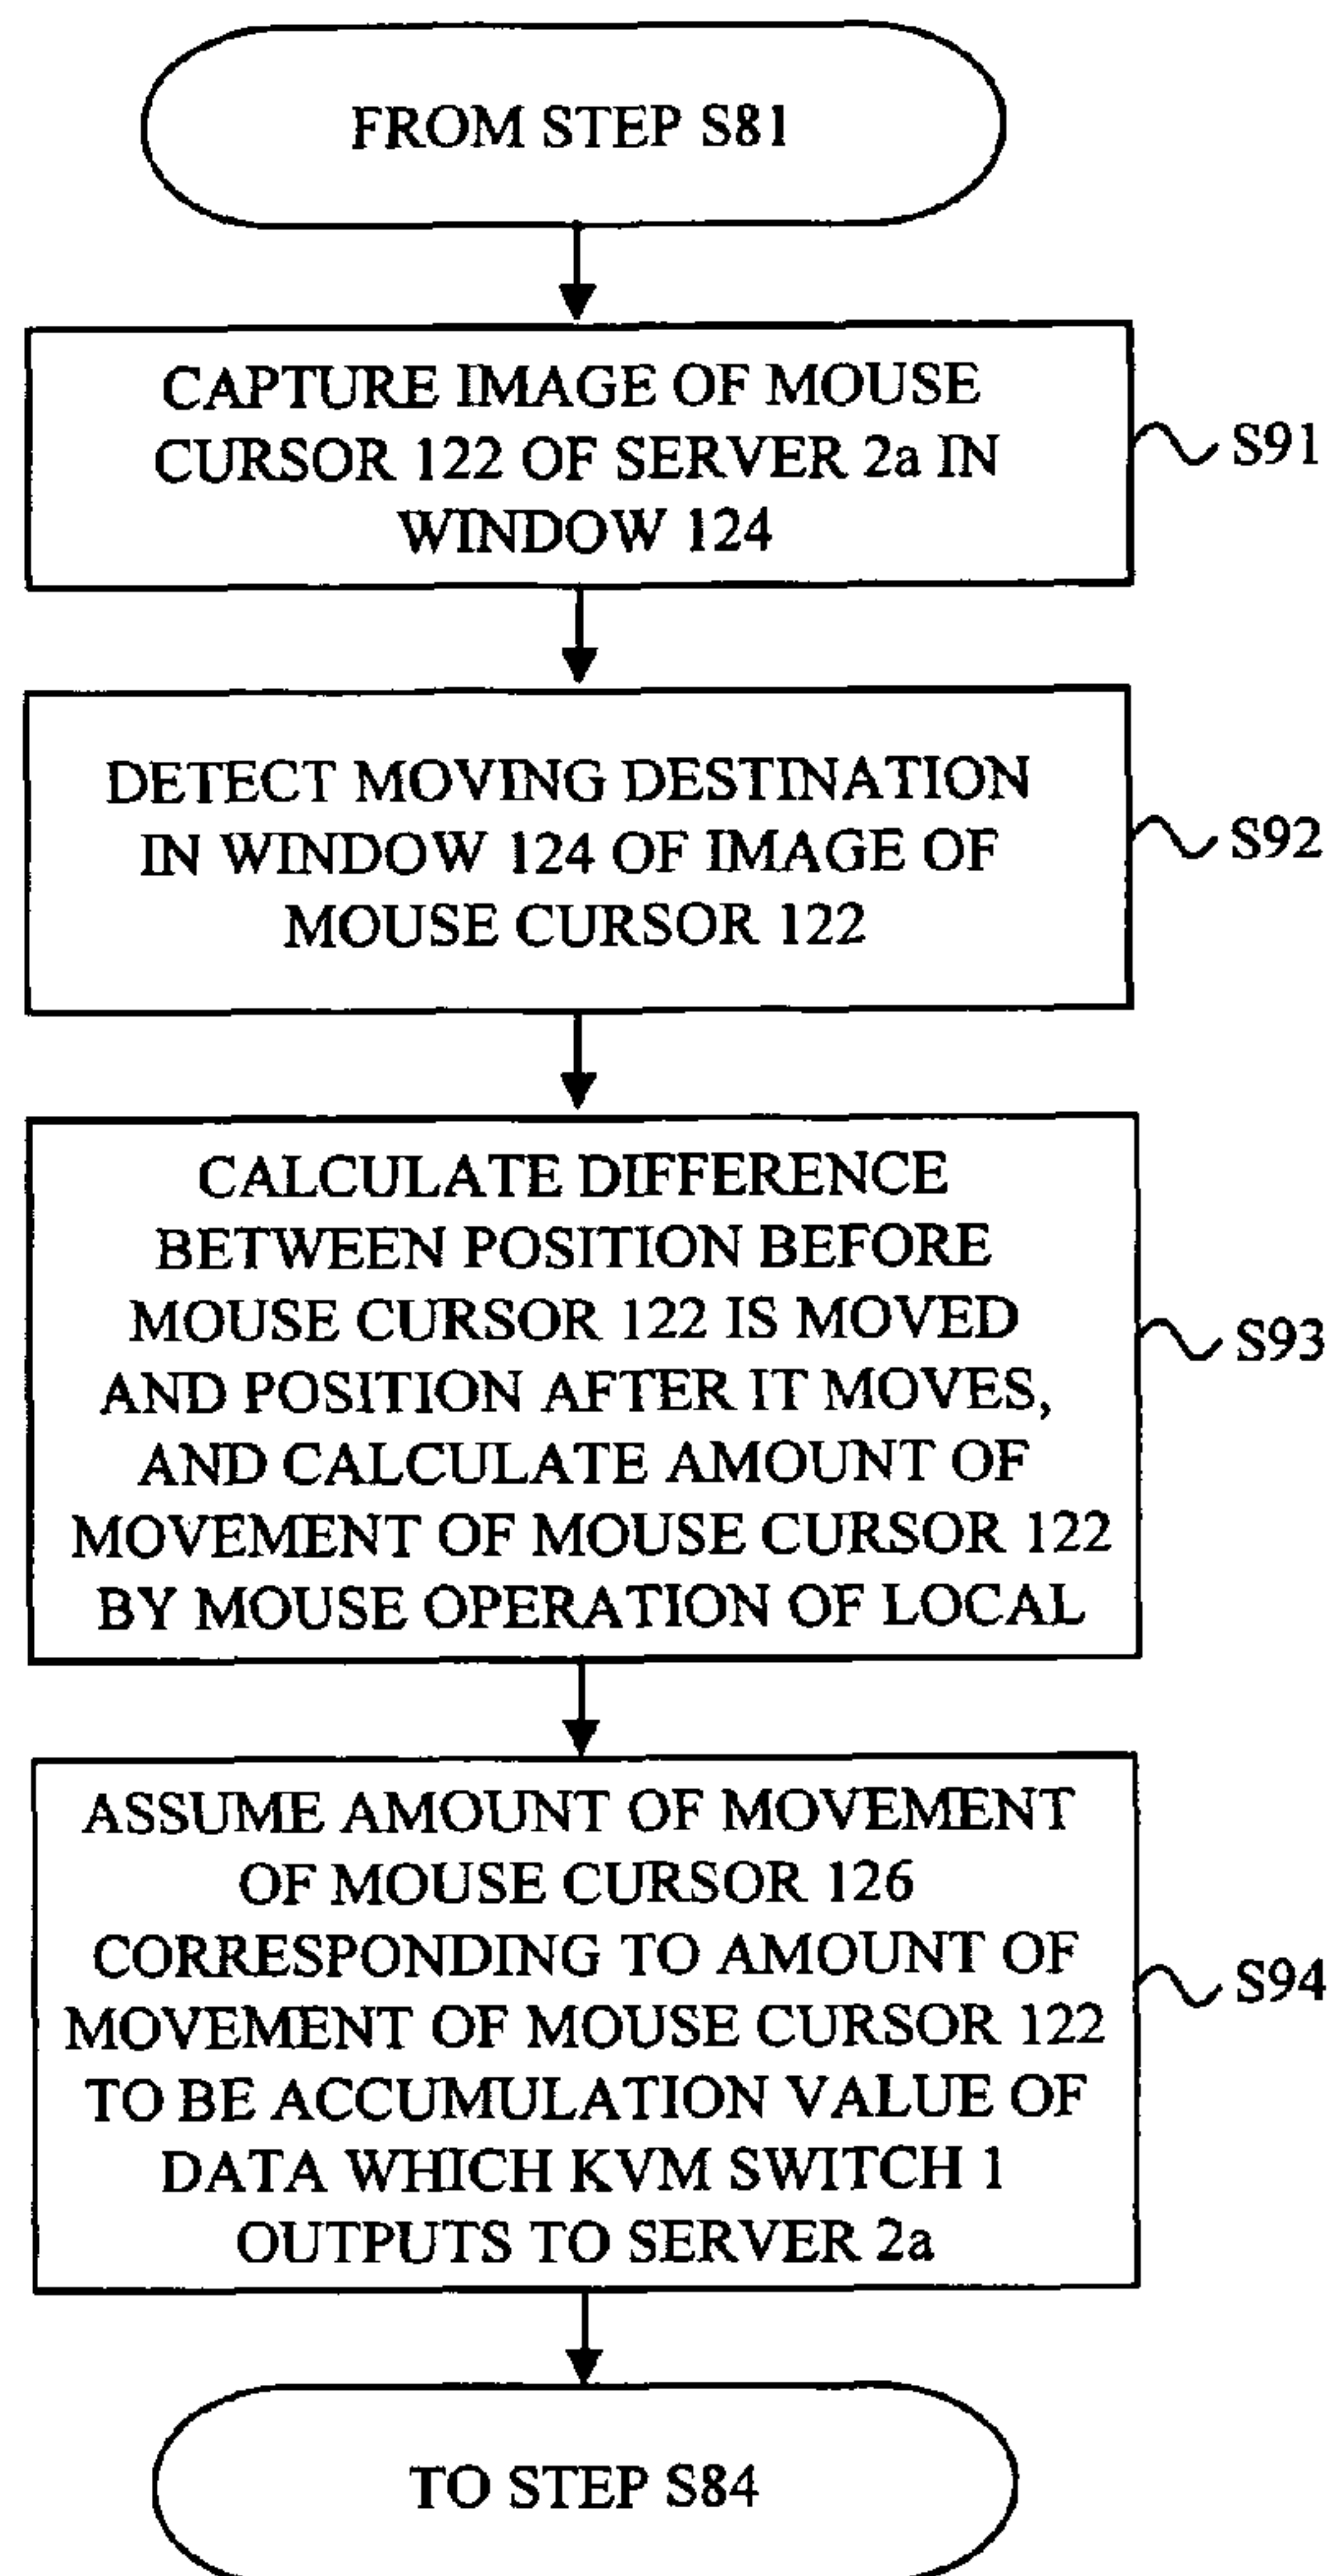 FROM STEP S81
CAPTURE IMAGE OF MOUSE
CURSOR 122 OF SERVER 2a IN
WINDOW 124
S91
DETECT MOVING DESTINATION
IN WINDOW 124 OF IMAGE OF
MOUSE CURSOR 122
S92
CALCULATE DIFFERENCE
BETWEEN POSITION BEFORE
MOUSE CURSOR 122 IS MOVED
AND POSITION AFTER IT MOVES,
AND CALCULATE AMOUNT OF
MOVEMENT OF MOUSE CURSOR 122
BY MOUSE OPERATION OF LOCAL
S93
ASSUME AMOUNT OF MOVEMENT
OF MOUSE CURSOR 126
CORRESPONDING TO AMOUNT OF
MOVEMENT OF MOUSE CURSOR 122
TO BE ACCUMULATION VALUE OF
DATA WHICH KVM SWITCH 1
OUTPUTS TO SERVER 2a
S94
TO STEP S84